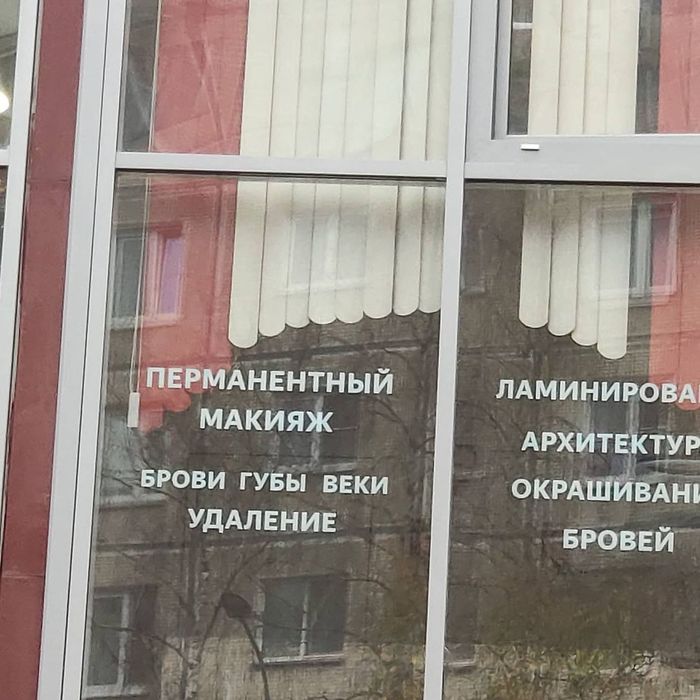 ПЕРМАНЕНТНЫЙ
МАКИЯЖ
БРОВИ ГУБЫ ВЕКИ
УДАЛЕНИЕ
ЛАМИНИРОВА
АРХИТЕКТУР
ОКРАШИВАНИ
БРОВЕЙ